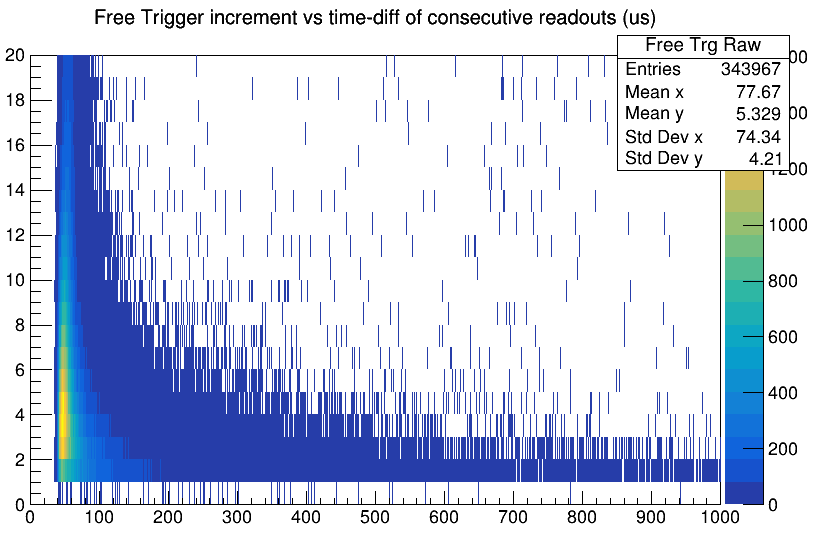 Free Trigger increment vs time-diff of consecutive readouts (us)
Free Trg Raw
Entries 343967
Mean x 77.67
Mean y 5.329
Std Dev x 74.34
Std Dev y 4.21
20
18
16
14
12
10
8
6
4
2
0
0 100 200 300 400 500 600 700 800 900 1000
00
00
200
1000
800
600
400
200
0